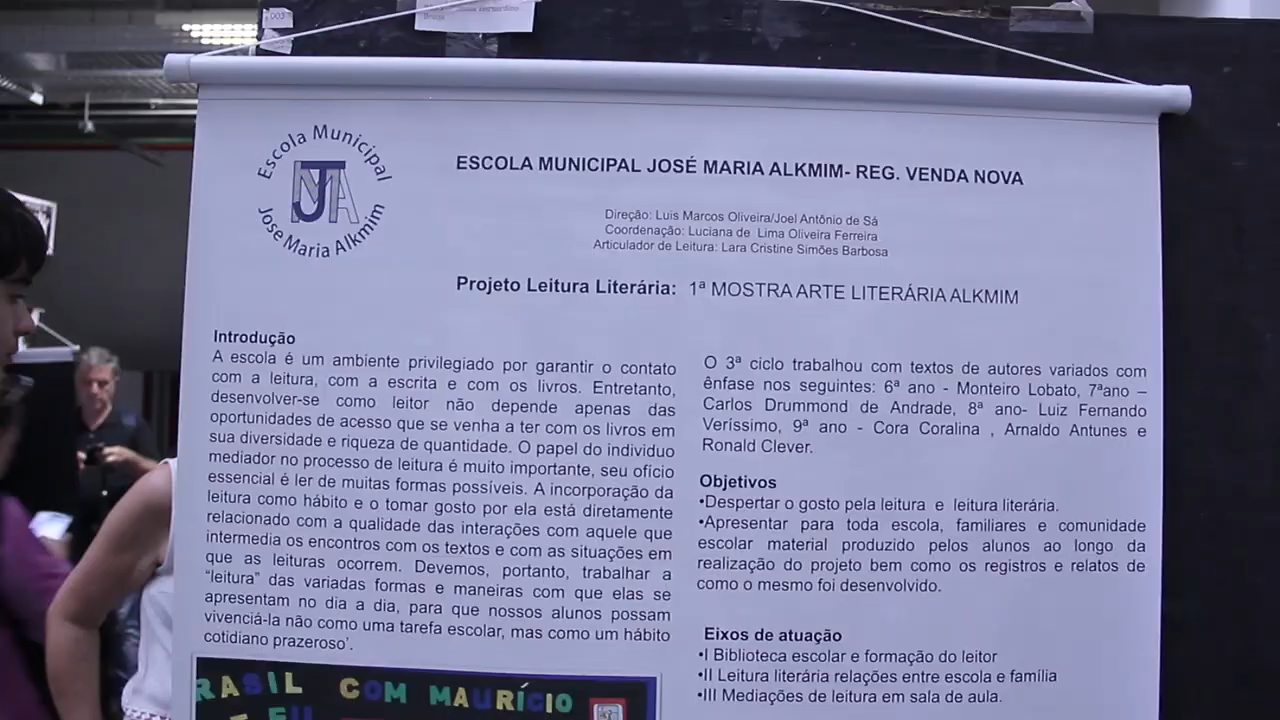 003
Escola Municipal
JMA
José Maria Alkmim
ESCOLA MUNICIPAL JOSÉ MARIA ALKMIM- REG. VENDA NOVA
Direção: Luis Marcos Oliveira/Joel Antônio de Sá
Coordenação: Luciana de Lima Oliveira Ferreira
Articulador de Leitura: Lara Cristine Simões Barbosa
Projeto Leitura Literária: 1ª MOSTRA ARTE LITERÁRIA ALKMIM
Introdução
A escola é um ambiente privilegiado por garantir o contato
com a leitura, com a escrita e com os livros. Entretanto,
desenvolver-se como leitor não depende apenas das
oportunidades de acesso que se venha a ter com os livros em
sua diversidade e riqueza de quantidade. O papel do individuo
mediador no processo de leitura é muito importante, seu ofício
essencial é ler de muitas formas possíveis. A incorporação da
leitura como hábito e o tomar gosto por ela está diretamente
relacionado com a qualidade das interações com aquele que
intermedia os encontros com os textos e com as situações em
que as leituras ocorrem. Devemos, portanto, trabalhar a
“leitura” das variadas formas e maneiras com que elas se
apresentam no dia a dia, para que nossos alunos possam
vivenciá-la não como uma tarefa escolar, mas como um hábito
cotidiano prazeroso’.
RASIL COM MAURÍCIO
O 3ª ciclo trabalhou com textos de autores variados com
ênfase nos seguintes: 6ª ano - Monteiro Lobato, 7ªano –
Carlos Drummond de Andrade, 8ª ano- Luiz Fernando
Veríssimo, 9ª ano - Cora Coralina , Arnaldo Antunes e
Ronald Clever.
Objetivos
•Despertar o gosto pela leitura e leitura literária.
•Apresentar para toda escola, familiares e comunidade
escolar material produzido pelos alunos ao longo da
realização do projeto bem como os registros e relatos de
como o mesmo foi desenvolvido.
Eixos de atuação
•I Biblioteca escolar e formação do leitor
•II Leitura literária relações entre escola e família
•III Mediações de leitura em sala de aula.